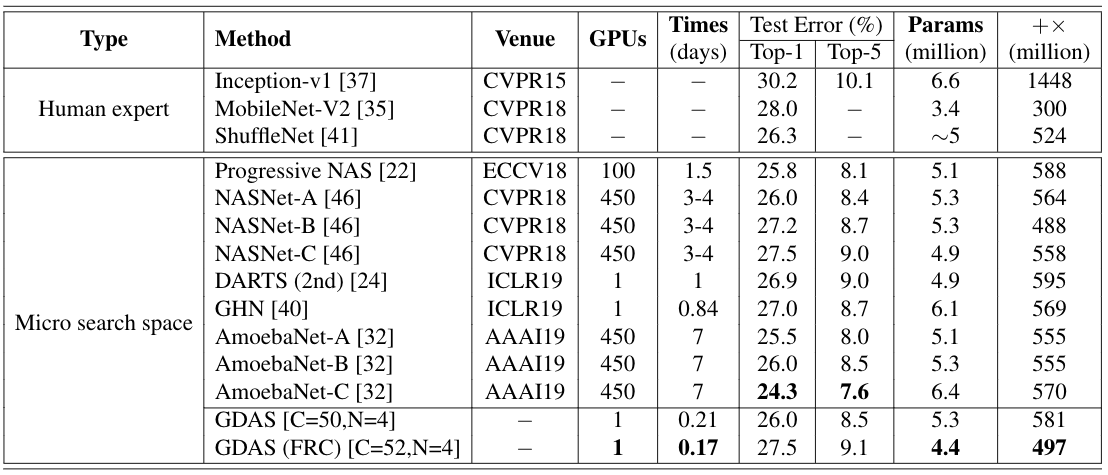 Type Method Venue GPUs Times (days) Test Error (%) Top-1 Top-5 Params (million) +× (million)
Human expert
Inception-v1 [37] CVPR15 − − 30.2 10.1 6.6 1448
MobileNet-V2 [35] CVPR18 − − 28.0 − 3.4 300
ShuffleNet [41] CVPR18 − − 26.3 − ∼5 524
Micro search space
Progressive NAS [22] ECCV18 100 1.5 25.8 8.1 5.1 588
NASNet-A [46] CVPR18 450 3-4 26.0 8.4 5.3 564
NASNet-B [46] CVPR18 450 3-4 27.2 8.7 5.3 488
NASNet-C [46] CVPR18 450 3-4 27.5 9.0 4.9 558
DARTS (2nd) [24] ICLR19 1 1 26.9 9.0 4.9 595
GHN [40] ICLR19 1 0.84 27.0 8.7 6.1 569
AmoebaNet-A [32] AAAI19 450 7 25.5 8.0 5.1 555
AmoebaNet-B [32] AAAI19 450 7 26.0 8.5 5.3 555
AmoebaNet-C [32] AAAI19 450 7 24.3 7.6 6.4 570
GDAS [C=50,N=4] − 1 0.21 26.0 8.5 5.3 581
GDAS (FRC) [C=52,N=4] − 1 0.17 27.5 9.1 4.4 497